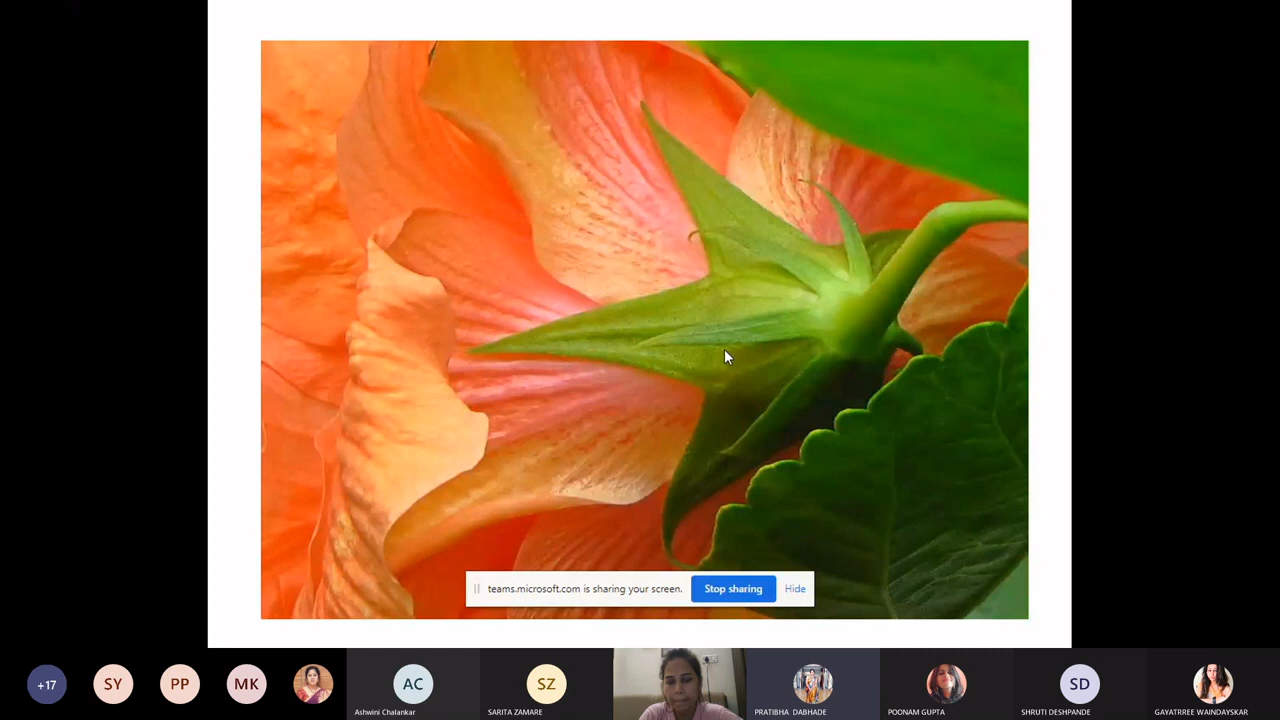 teams.microsoft.com is sharing your screen. Stop sharing Hide
+17 SY PP MK AC SZ SD
Ashwini Chalankar SARITA ZAMARE PRATIBHA DABHADE POONAM GUPTA SHRUTI DESHPANDE GAYATRREE WAINDAYSKAR